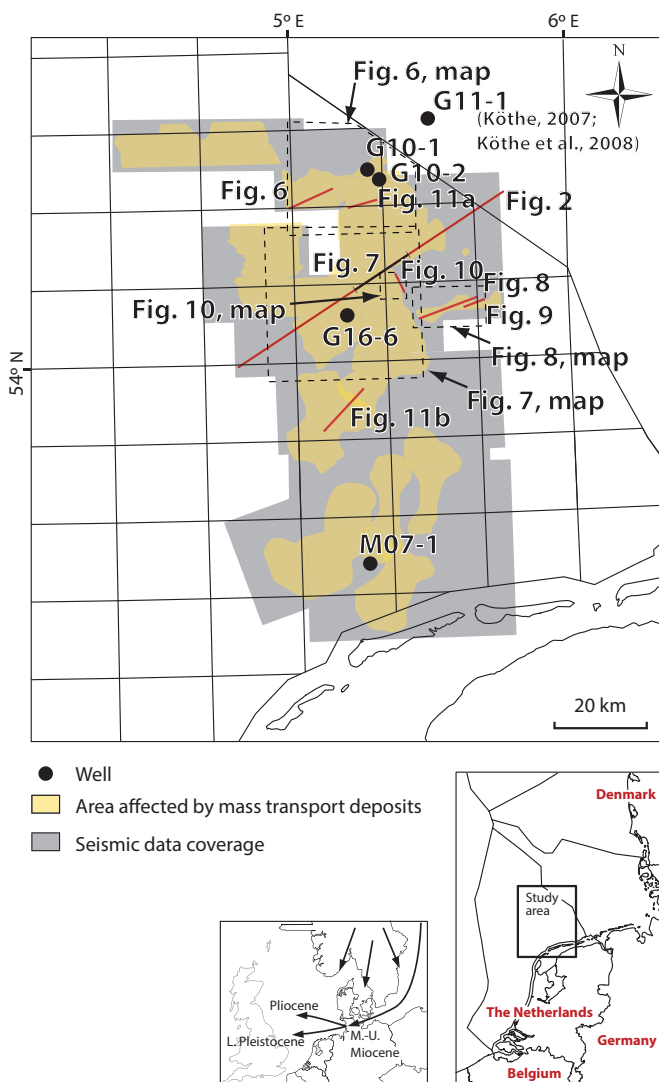 5° E
6° E
N
Fig. 6, map
G11-1
(Köthe, 2007;
Köthe et al., 2008)
G10-1
G10-2
Fig. 6
Fig. 11a
Fig. 2
Fig. 7
Fig. 10
Fig. 8
Fig. 10, map
Fig. 9
G16-6
Fig. 8, map
54° N
Fig. 7, map
Fig. 11b
M07-1
20 km
Well
Area affected by mass transport deposits
Seismic data coverage
Denmark
Study
area
The Netherlands
Germany
Belgium
Pliocene
L. Pleistocene
M.-U.
Miocene